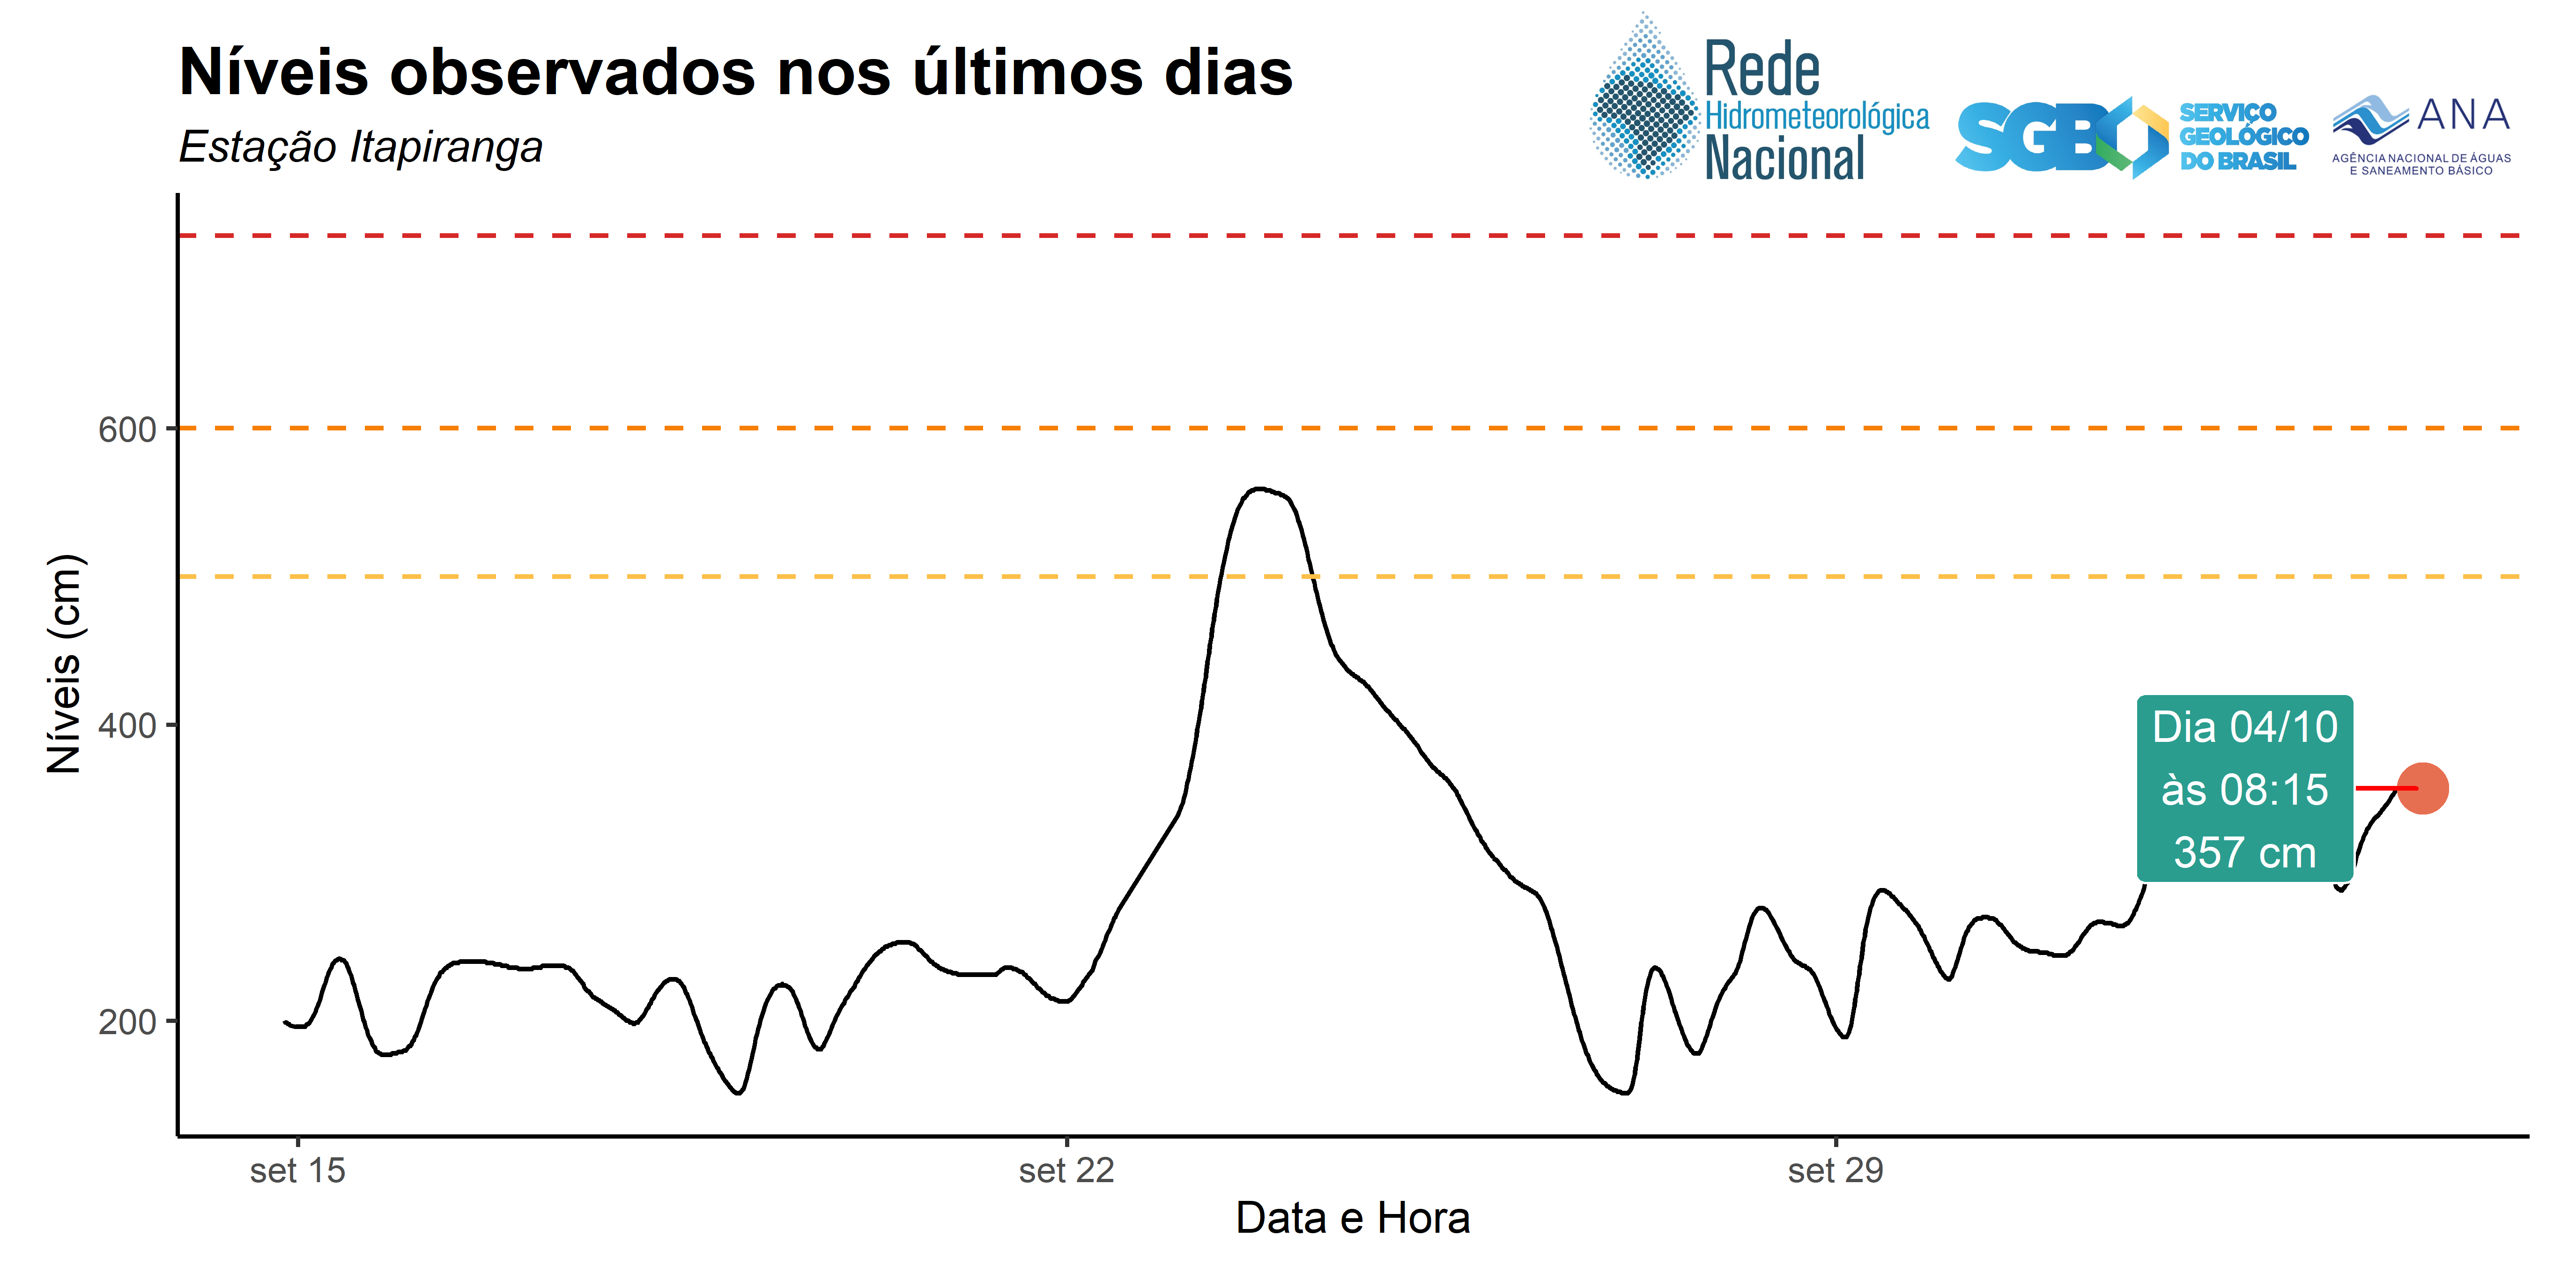 Níveis observados nos últimos dias
Estação Itapiranga
Rede
Hidrometeorológica
Nacional
SGB
SERVIÇO
GEOLÓGICO
DO BRASIL
ANA
AGÊNCIA NACIONAL DE ÁGUAS
E SANEAMENTO BÁSICO
Níveis (cm)
600
400
200
Dia 04/10
às 08:15
357 cm
set 15
set 22
set 29
Data e Hora